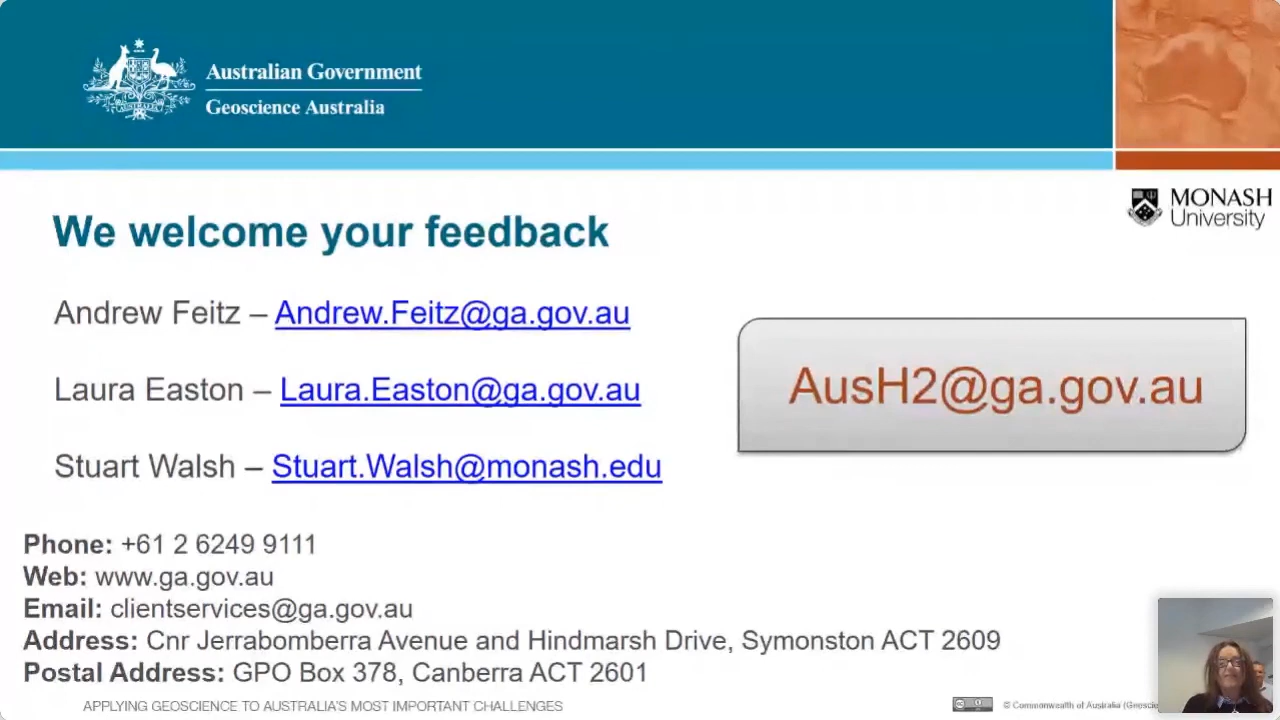 Australian Government
Geoscience Australia
MONASH
University
We welcome your feedback
Andrew Feitz – Andrew.Feitz@ga.gov.au
Laura Easton – Laura.Easton@ga.gov.au
Stuart Walsh – Stuart.Walsh@monash.edu
AusH2@ga.gov.au
Phone: +61 2 6249 9111
Web: www.ga.gov.au
Email: clientservices@ga.gov.au
Address: Cnr Jerrabomberra Avenue and Hindmarsh Drive, Symonston ACT 2609
Postal Address: GPO Box 378, Canberra ACT 2601
APPLYING GEOSCIENCE TO AUSTRALIA'S MOST IMPORTANT CHALLENGES
© Commonwealth of Australia